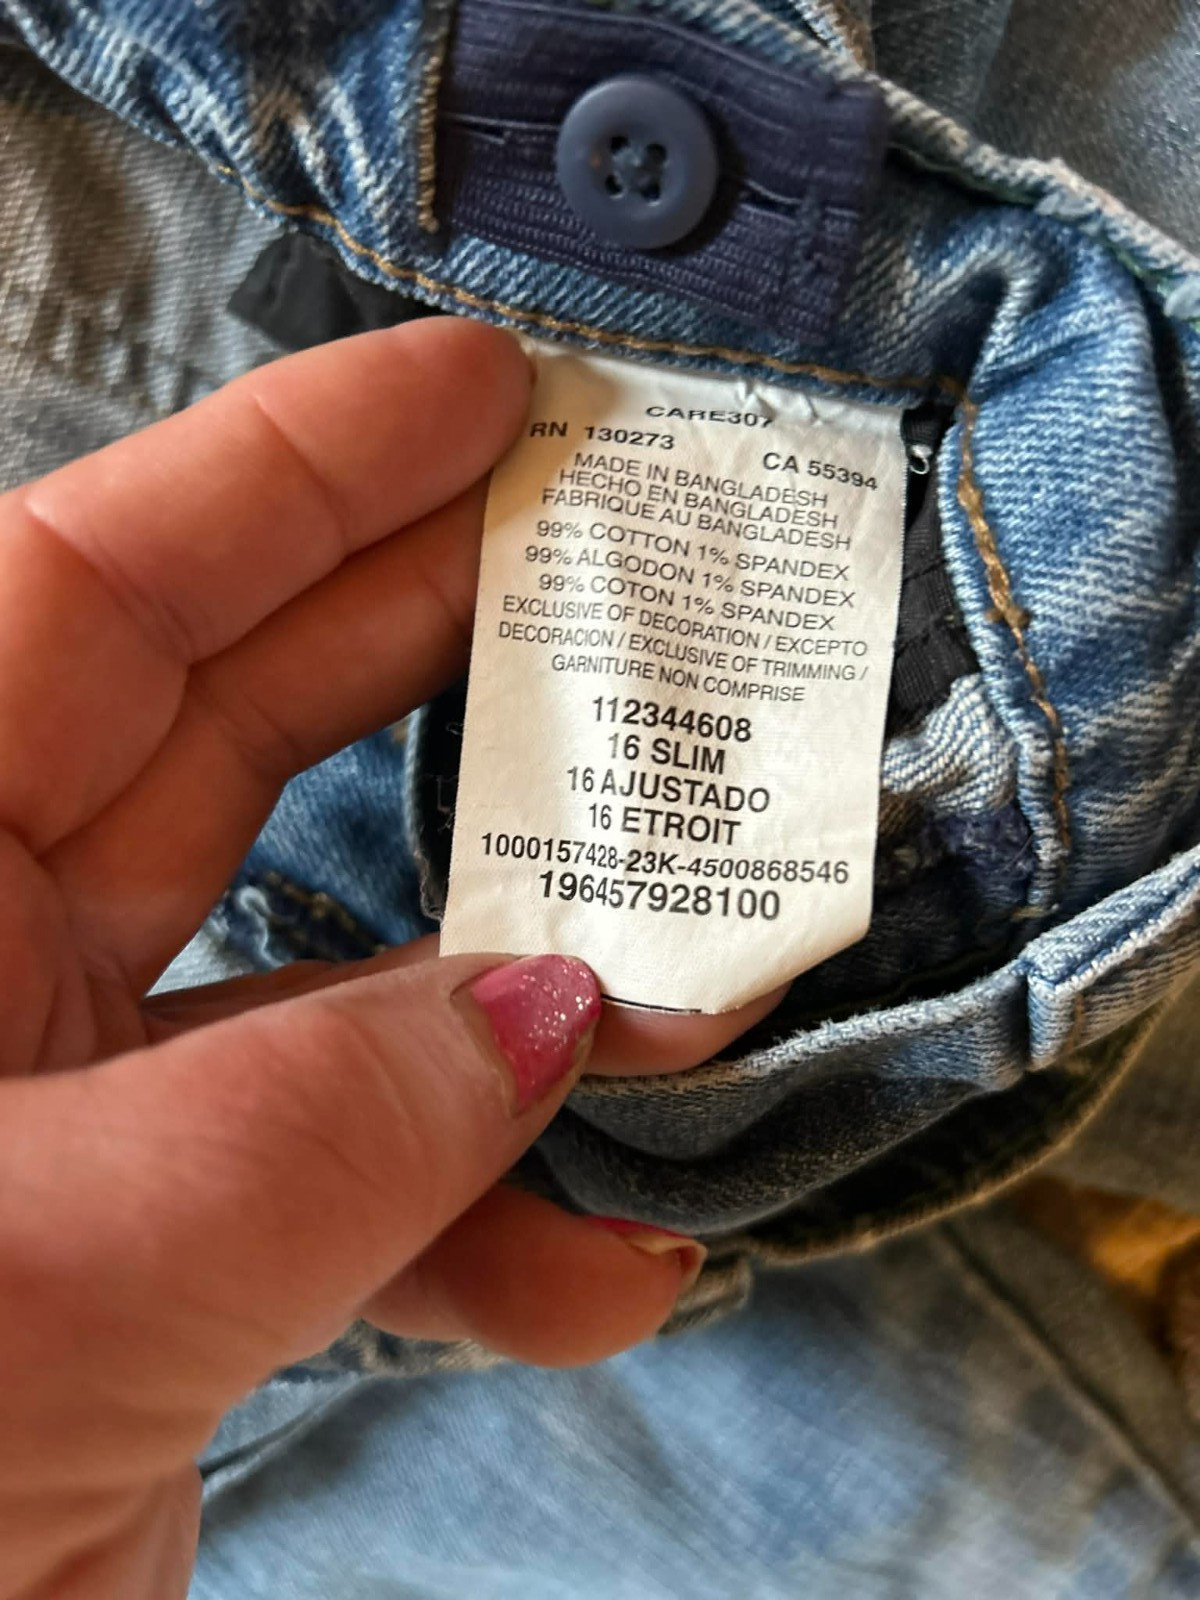 CARE307
RN 130273
CA 55394
MADE IN BANGLADESH
HECHO EN BANGLADESH
FABRIQUE AU BANGLADESH
99% COTTON 1% SPANDEX
99% ALGODON 1% SPANDEX
99% COTON 1% SPANDEX
EXCLUSIVE OF DECORATION / EXCEPTO
DECORACION / EXCLUSIVE OF TRIMMING /
GARNITURE NON COMPRISE
112344608
16 SLIM
16 AJUSTADO
16 ETROIT
1000157428-23K-4500868546
196457928100